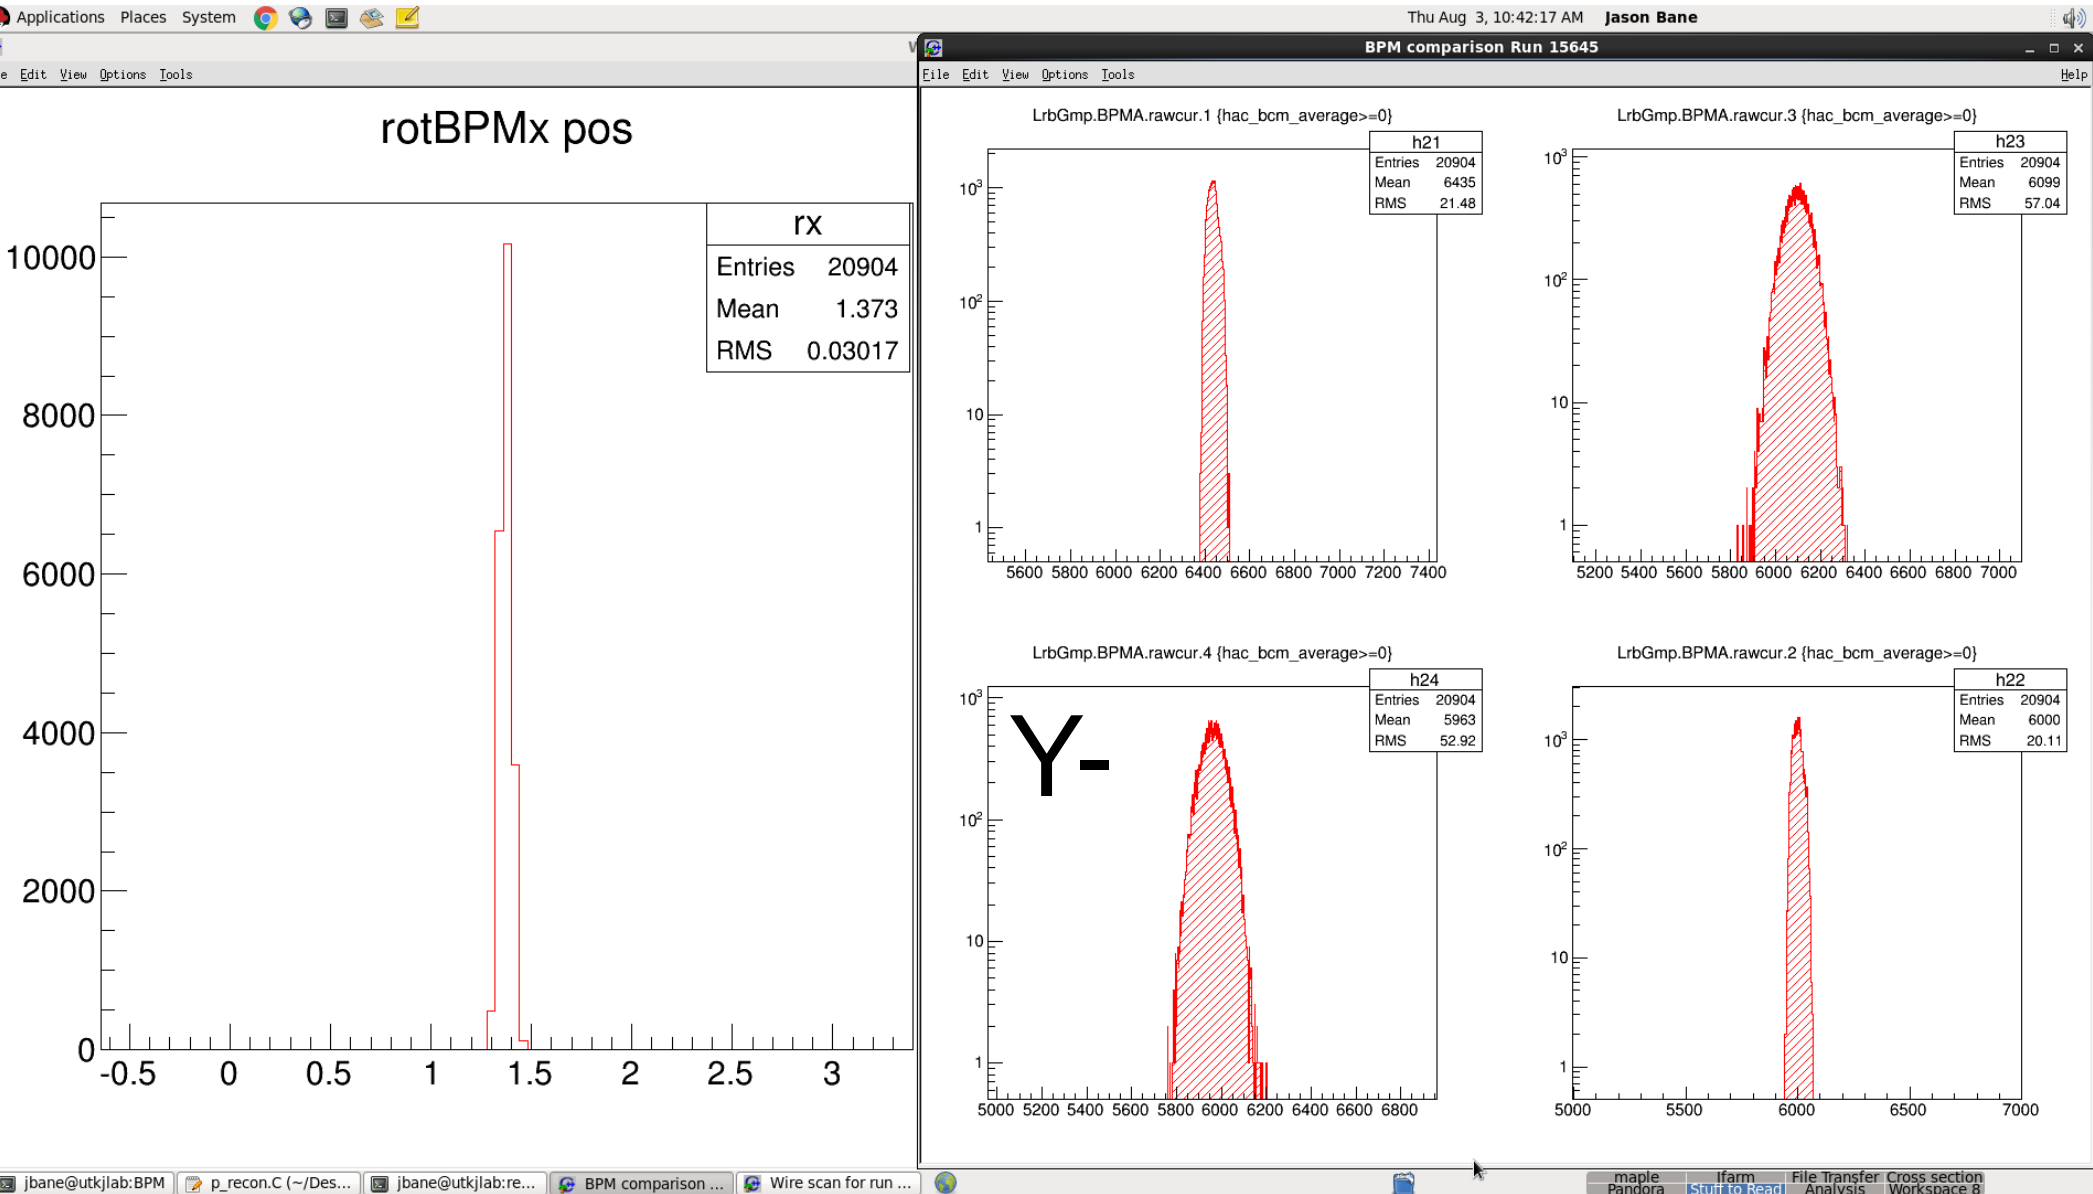 Applications Places System
Thu Aug 3, 10:42:17 AM Jason Bane
BPM comparison Run 15645
Edit View Options Tools
File Edit View Options Tools Help
rotBPMx pos
rx
Entries 20904
Mean 1.373
RMS 0.03017
10000
8000
6000
4000
2000
0
-0.5 0 0.5 1 1.5 2 2.5 3
LrbGmp.BPMA.rawcur.1 {hac_bcm_average>=0}
h21
Entries 20904
Mean 6435
RMS 21.48
10³
10²
10
1
5600 5800 6000 6200 6400 6600 6800 7000 7200 7400
LrbGmp.BPMA.rawcur.3 {hac_bcm_average>=0}
h23
Entries 20904
Mean 6099
RMS 57.04
10³
10²
10
1
5200 5400 5600 5800 6000 6200 6400 6600 6800 7000
LrbGmp.BPMA.rawcur.4 {hac_bcm_average>=0}
h24
Entries 20904
Mean 5963
RMS 52.92
Y-
10³
10²
10
1
5000 5200 5400 5600 5800 6000 6200 6400 6600 6800
LrbGmp.BPMA.rawcur.2 {hac_bcm_average>=0}
h22
Entries 20904
Mean 6000
RMS 20.11
10³
10²
10
1
5000 5500 6000 6500 7000
jbane@utkjlab:BPM
p_recon.C (~/Des...
jbane@utkjlab:re...
BPM comparison ...
Wire scan for run ...
maple Ifarm File Transfer Cross section
Pandora Stuff to Read Analysis Workspace 8